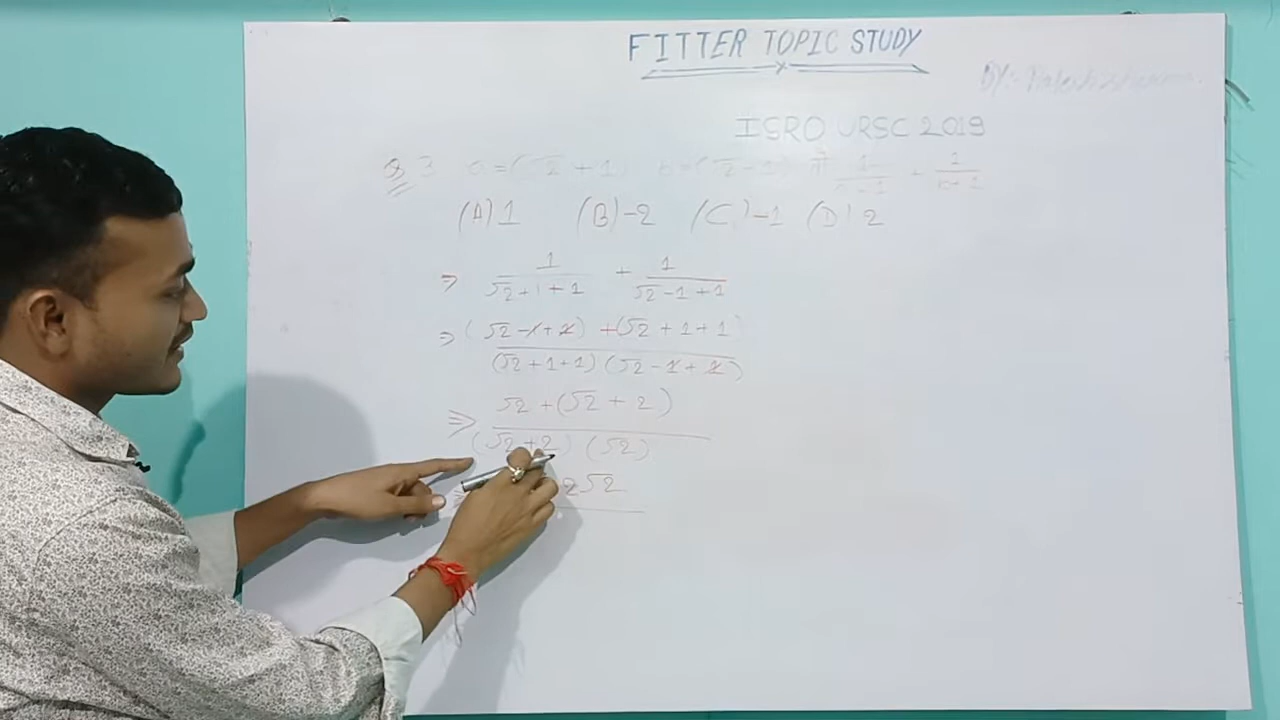 FITTER TOPIC STUDY
BY:-
ISRO URSC 2019
Q 3 a=(√2+1) b=(√2-1) 1/a+1 + 1/b+1
(A) 1 (B) -2 (C) -1 (D) 2
⇒ 1/√2+1+1 + 1/√2-1+1
⇒ (√2-1+1) + (√2+1+1)
(√2+1+1) (√2-1+1)
⇒ √2+(√2+2)
(√2+2) (√2)
2√2